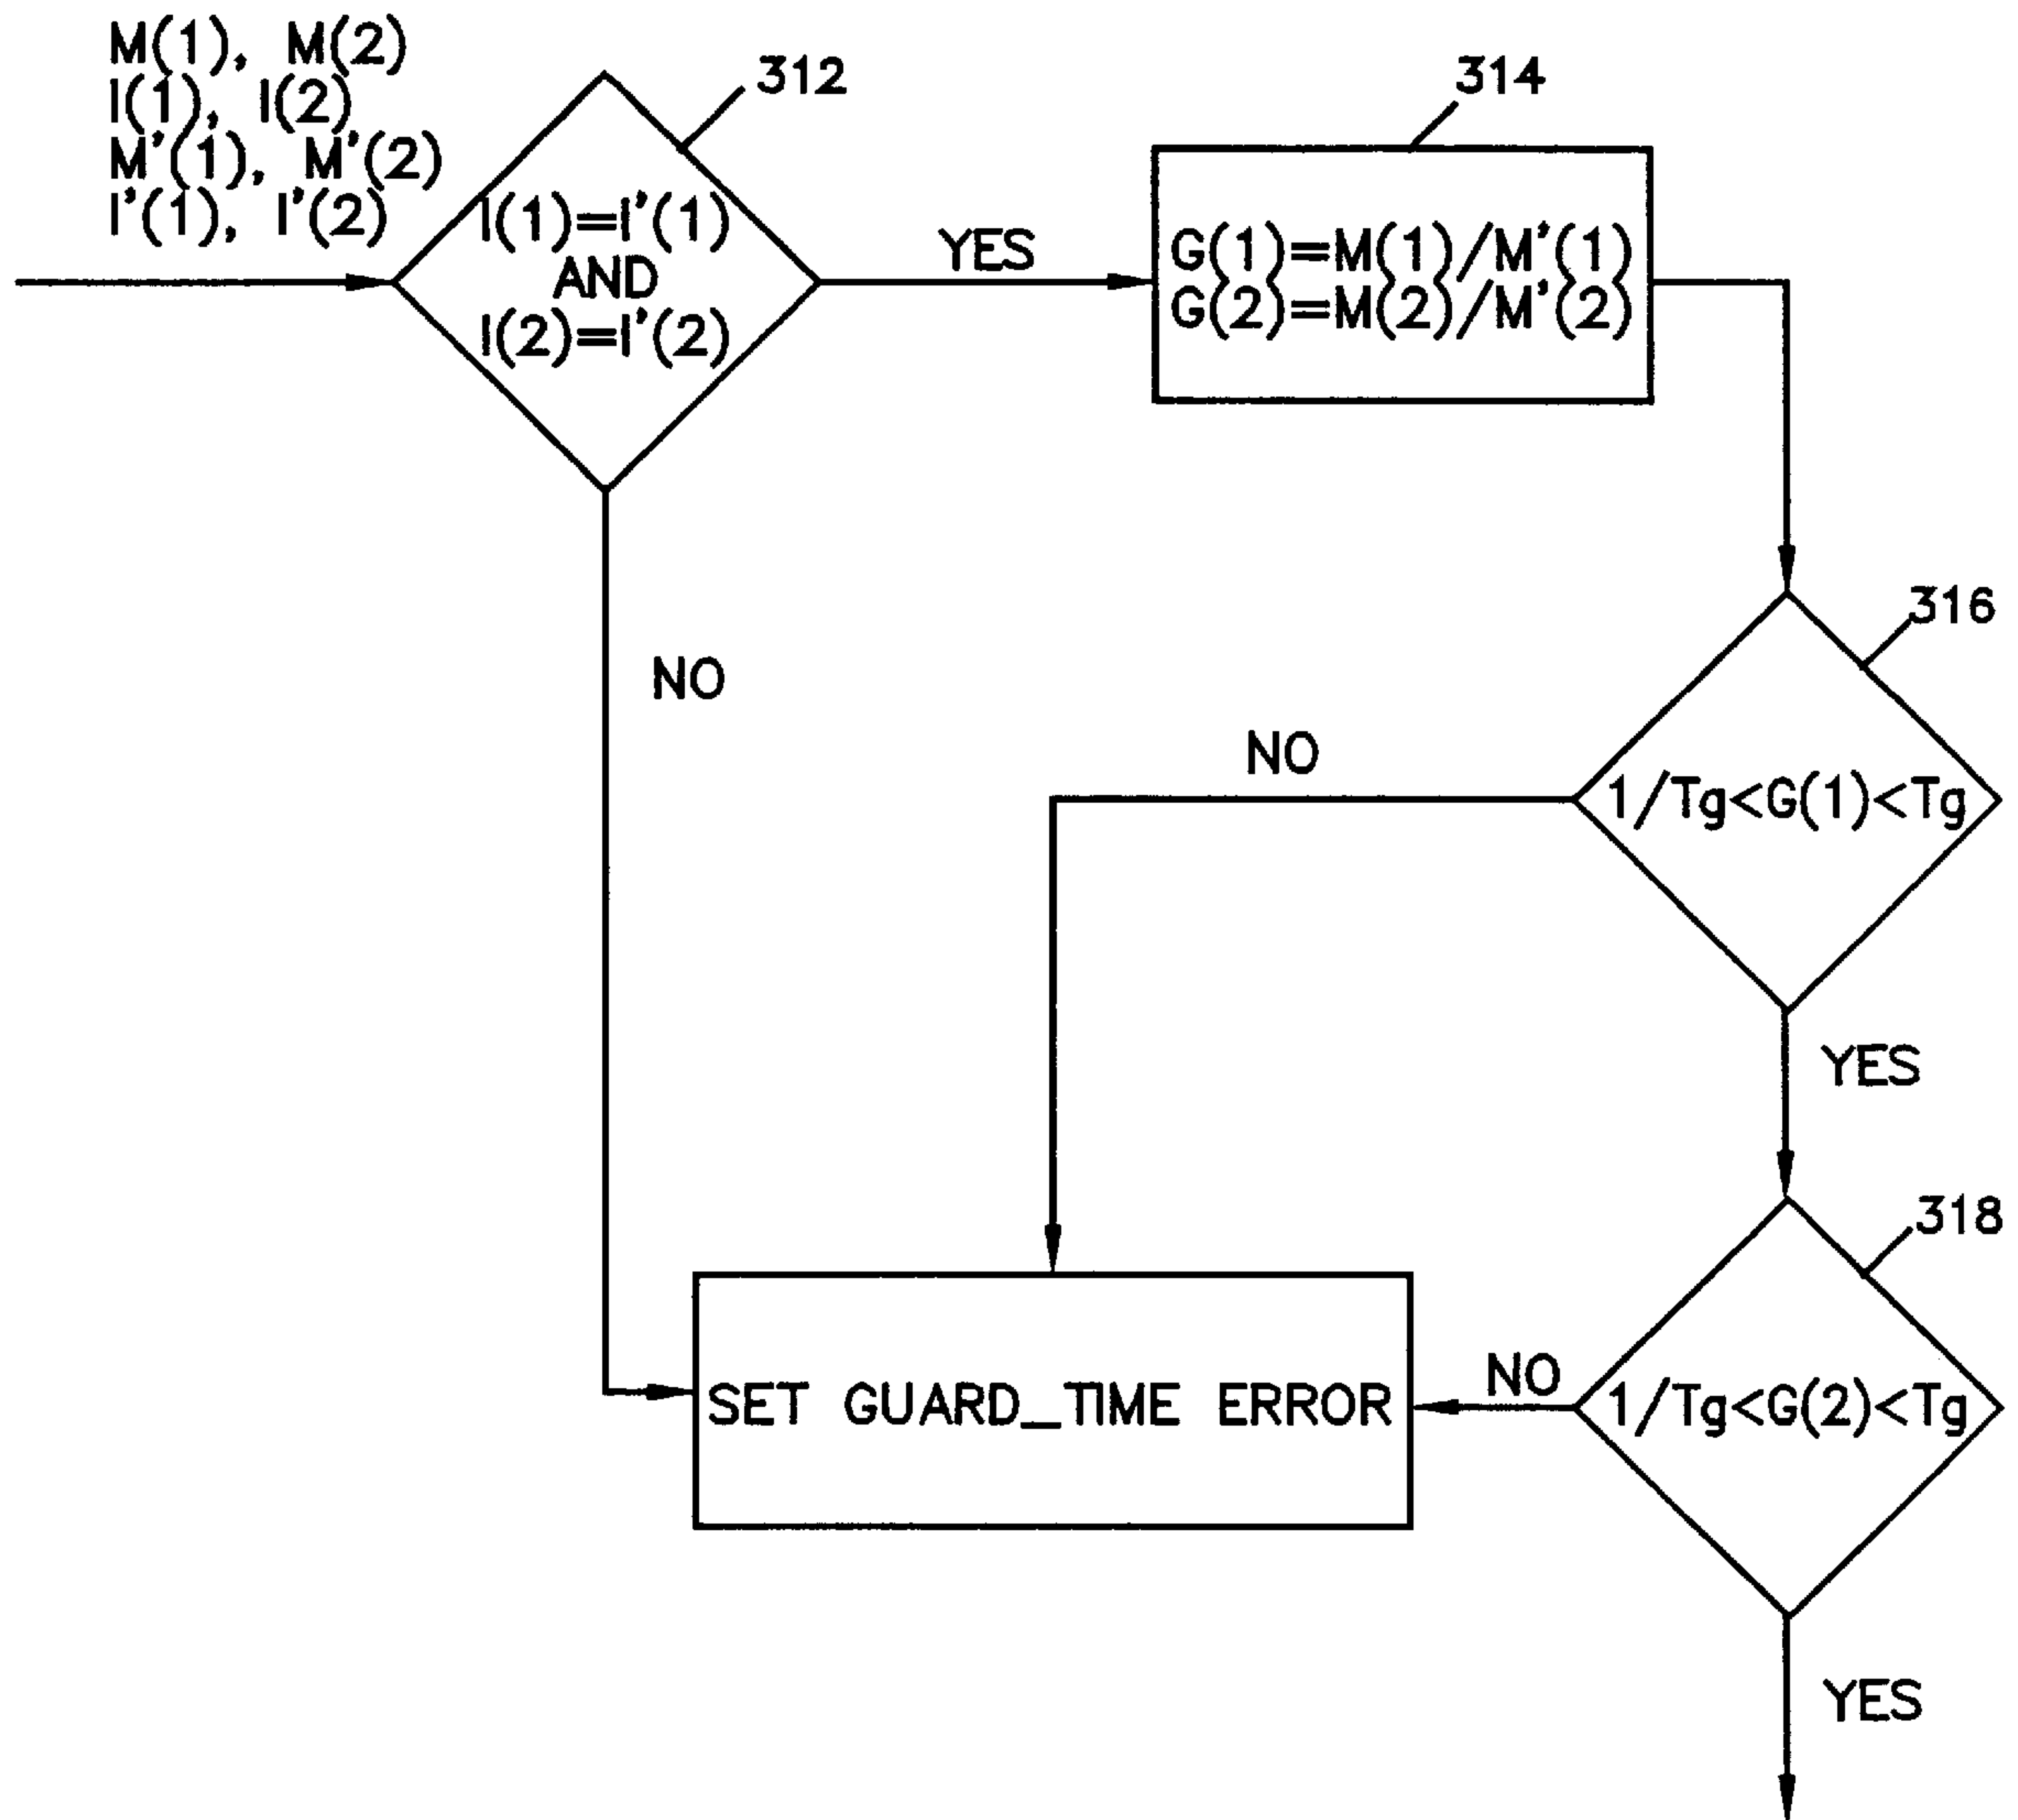 M(1), M(2)
I(1), I(2)
M'(1), M'(2)
I'(1), I'(2)
312
I(1)=I'(1)
AND
I(2)=I'(2)
YES
314
G(1)=M(1)/M'(1)
G(2)=M(2)/M'(2)
316
NO
NO
1/Tg<G(1)<Tg
YES
318
SET GUARD_TIME ERROR
NO
1/Tg<G(2)<Tg
YES